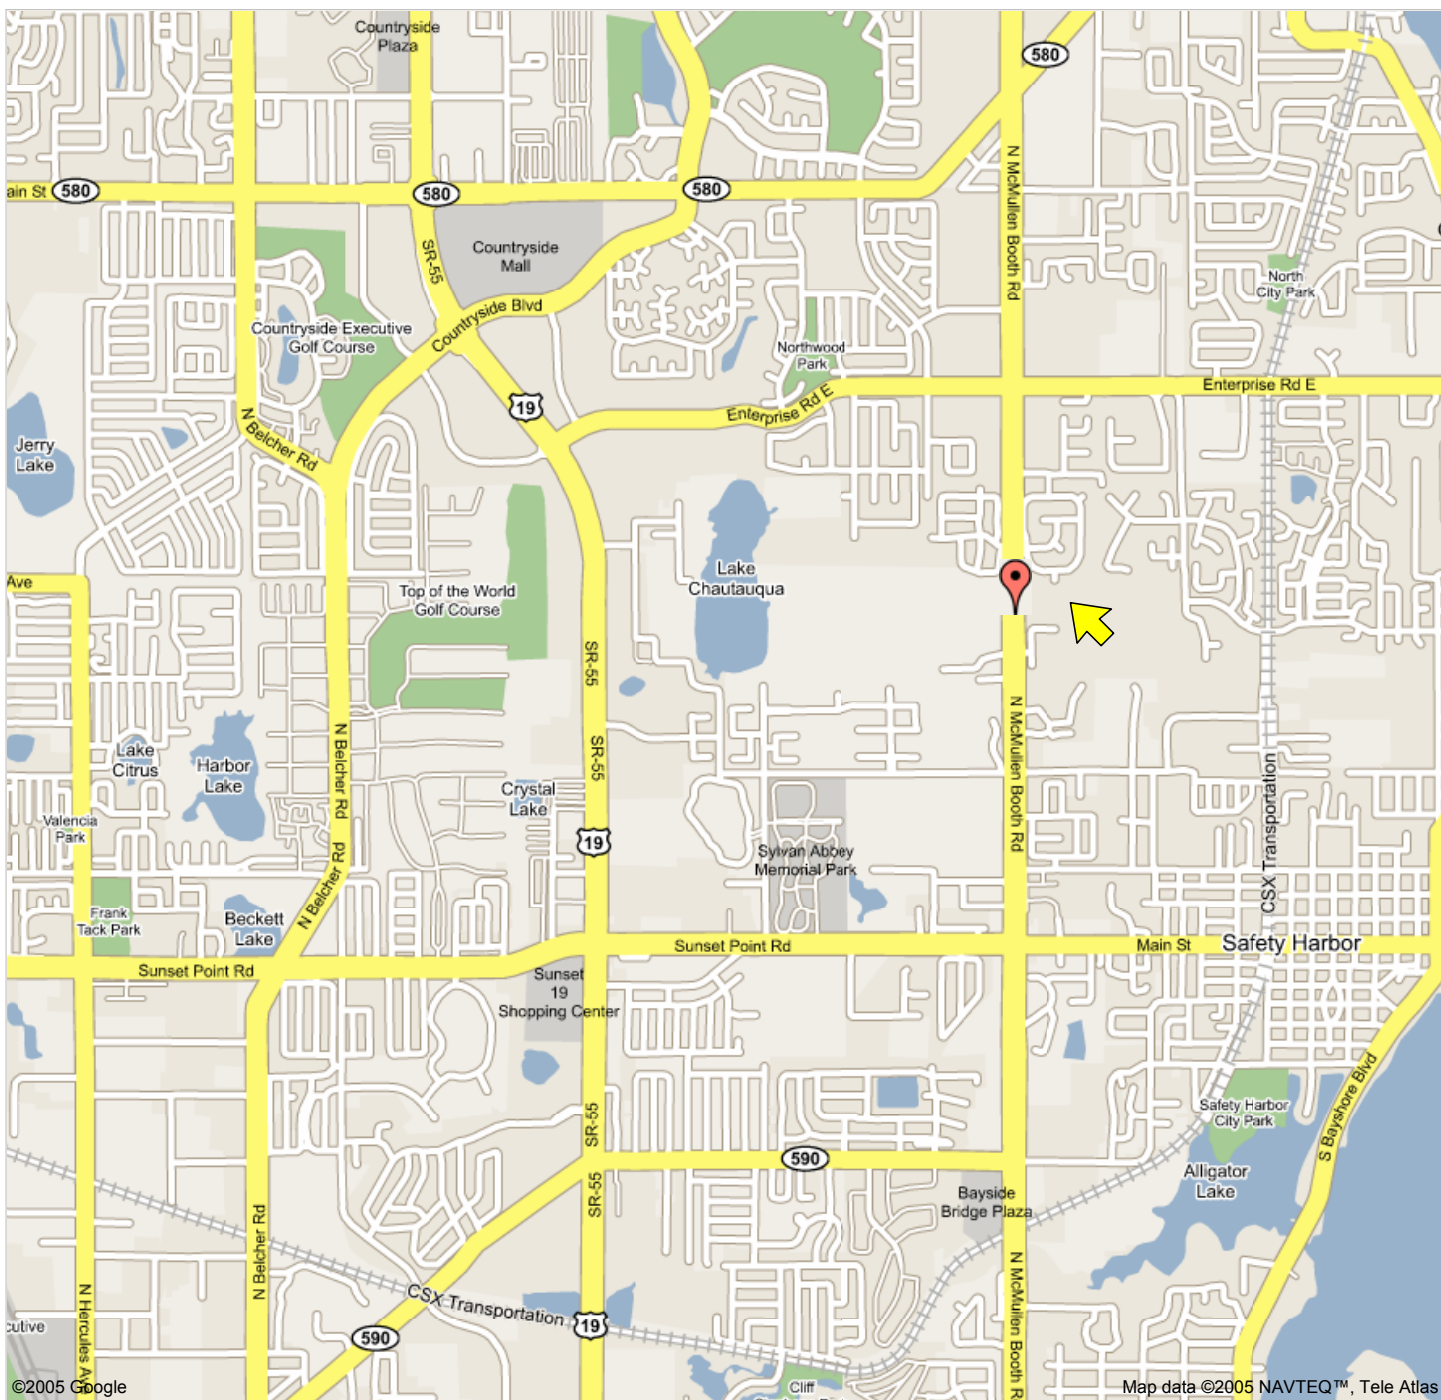 Countryside
Plaza
580
N McMullen Booth Rd
ain St
580
580
580
SR-55
Countryside
Mall
North
City Park
Countryside Blvd
Countryside Executive
Golf Course
Northwood
Park
Enterprise Rd E
19
Enterprise Rd E
N Belcher Rd
Jerry
Lake
Lake
Chautauqua
Ave
Top of the World
Golf Course
SR-55
N McMullen Booth Rd
N Belcher Rd
SR-55
Lake
Citrus
Harbor
Lake
Crystal
Lake
CSX Transportation
Valencia
Park
19
Sylvan Abbey
Memorial Park
N Belcher Rd
Frank
Tack Park
Beckett
Lake
Sunset Point Rd
Main St
Safety Harbor
Sunset Point Rd
Sunset
19
Shopping Center
S Bayshore Blvd
SR-55
Safety Harbor
City Park
590
Alligator
Lake
SR-55
Bayside
Bridge Plaza
N Belcher Rd
N McMullen Booth R
N Hercules Av
CSX Transportation
19
cutive
590
Cliff
©2005 Google
Map data ©2005 NAVTEQ™, Tele Atlas